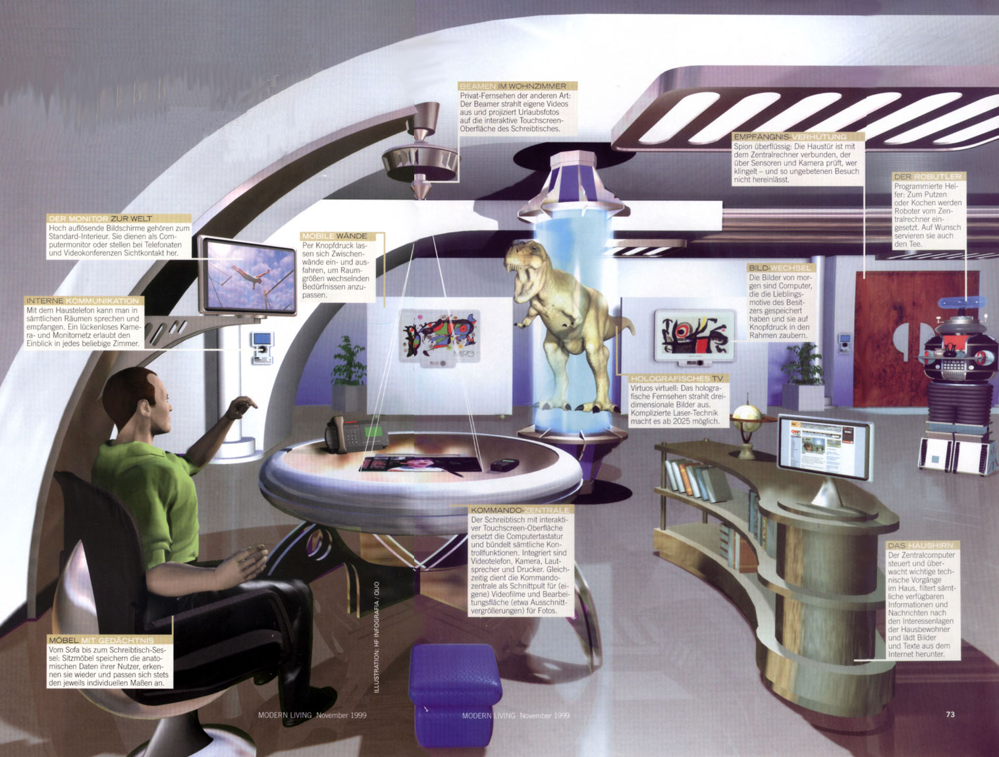 BEAMEN IM WOHNZIMMER
Privat-Fernsehen der anderen Art:
Der Beamer strahlt eigene Videos
aus und projiziert Urlaubsfotos
auf die interaktive Touchscreen-
Oberfläche des Schreibtisches.
EMPFÄNGNIS-VERHÜTUNG
Spion überflüssig: Die Haustür ist mit
dem Zentralrechner verbunden, der
über Sensoren und Kamera prüft, wer
klingelt – und so ungebetenen Besuch
nicht hereinlässt.
DER ROBUTLER
Programmierte Hel-
fer: Zum Putzen
oder Kochen werden
Roboter vom Zen-
tralrechner ein-
gesetzt. Auf Wunsch
servieren sie auch
den Tee.
DER MONITOR ZUR WELT
Hoch auflösende Bildschirme gehören zum
Standard-Interieur. Sie dienen als Com-
putermonitor oder stellen bei Telefonaten
und Videokonferenzen Sichtkontakt her.
MOBILE WÄNDE
Per Knopfdruck las-
sen sich Zwischen-
wände ein- und aus-
fahren, um Raum-
größen wechselnden
Bedürfnissen anzu-
passen.
BILD-WECHSEL
Die Bilder von mor-
gen sind Computer,
die die Lieblings-
motive des Besit-
zers gespeichert
haben und sie auf
Knopfdruck in den
Rahmen zaubern.
INTERNE KOMMUNIKATION
Mit dem Haustelefon kann man in
sämtlichen Räumen sprechen und
empfangen. Ein lückenloses Kame-
ra- und Monitornetz erlaubt den
Einblick in jedes beliebige Zimmer.
MIRÓ
HOLOGRAFISCHES TV
Virtuos virtuell: Das hologra-
fische Fernsehen strahlt drei-
dimensionale Bilder aus.
Komplizierte Laser-Technik
macht es ab 2025 möglich.
KOMMANDO-ZENTRALE
Der Schreibtisch mit interakti-
ver Touchscreen-Oberfläche
ersetzt die Computertastatur
und bündelt sämtliche Kon-
trollfunktionen. Integriert sind
Videotelefon, Kamera, Laut-
sprecher und Drucker. Gleich-
zeitig dient die Kommando-
zentrale als Schnittpult für (ei-
gene) Videofilme und Bearbei-
tungsfläche (etwa Ausschnitt-
vergrößerungen) für Fotos.
DAS HAUSHIRN
Der Zentralcomputer
steuert und über-
wacht wichtige tech-
nische Vorgänge
im Haus, filtert sämt-
liche verfügbaren
Informationen und
Nachrichten nach
den Interessenlagen
der Hausbewohner
und lädt Bilder
und Texte aus dem
Internet herunter.
MÖBEL MIT GEDÄCHTNIS
Vom Sofa bis zum Schreibtisch-Ses-
sel: Sitzmöbel speichern die anato-
mischen Daten ihrer Nutzer, erken-
nen sie wieder und passen sich stets
den jeweils individuellen Maßen an.
ILLUSTRATION: HF INFOGRAFIA / QUO
MODERN LIVING November 1999
MODERN LIVING November 1999
73